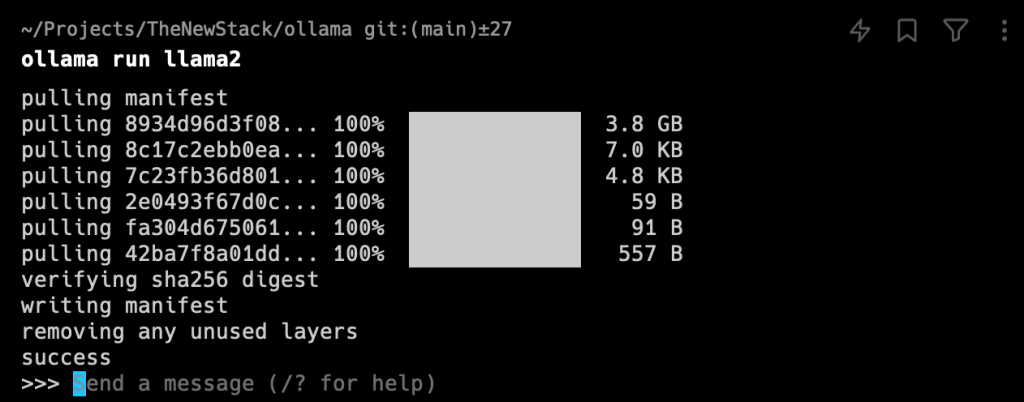 ~/Projects/TheNewStack/ollama git:(main)±27
ollama run llama2
pulling manifest
pulling 8934d96d3f08... 100% 3.8 GB
pulling 8c17c2ebb0ea... 100% 7.0 KB
pulling 7c23fb36d801... 100% 4.8 KB
pulling 2e0493f67d0c... 100% 59 B
pulling fa304d675061... 100% 91 B
pulling 42ba7f8a01dd... 100% 557 B
verifying sha256 digest
writing manifest
removing any unused layers
success
>>> Send a message (/? for help)